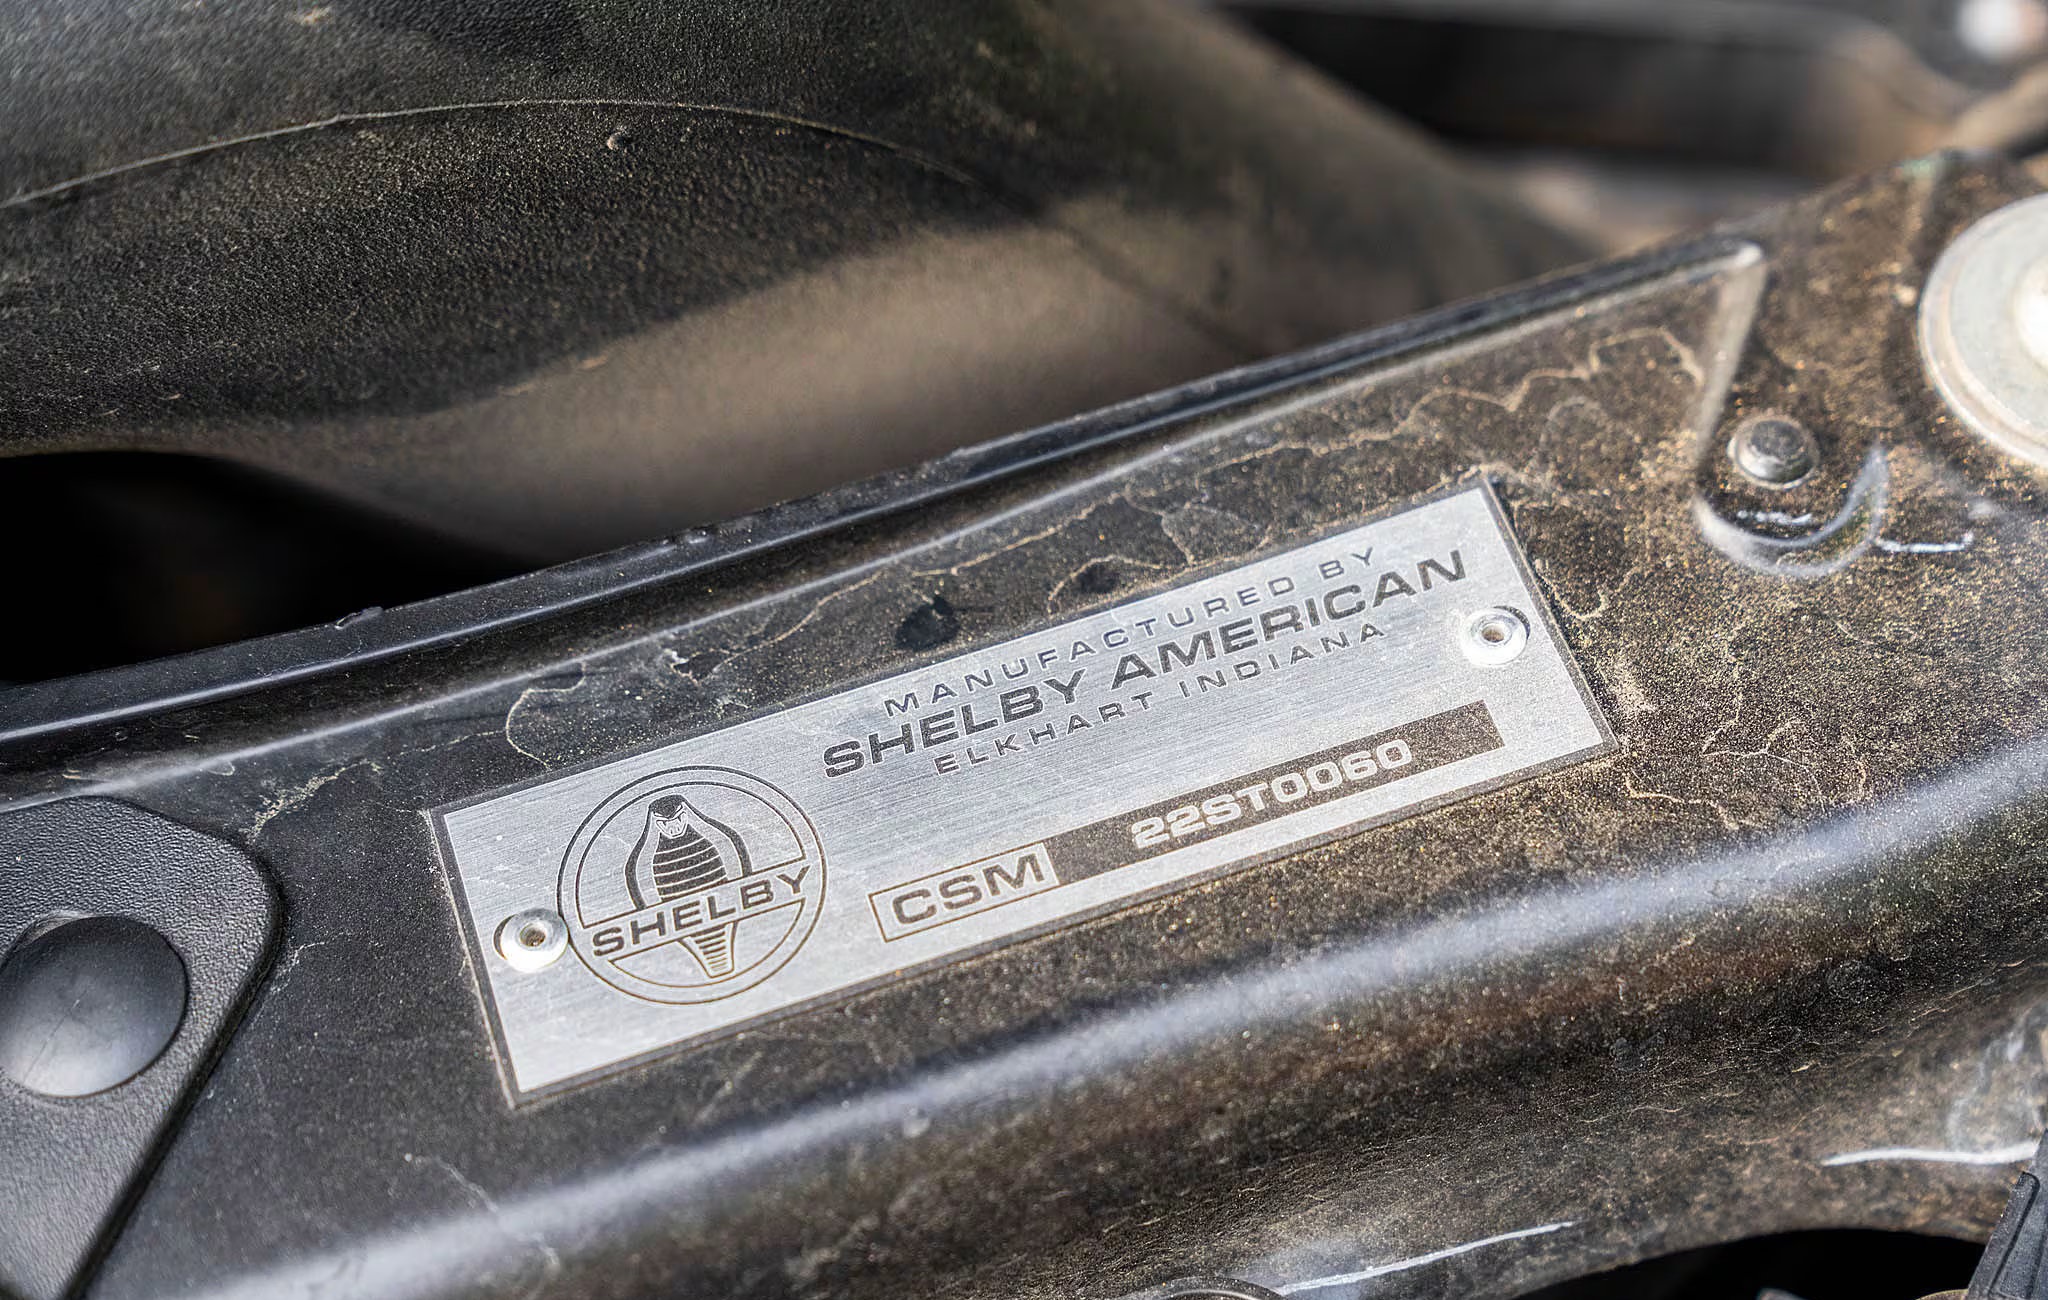 MANUFACTURED BY
SHELBY AMERICAN
ELKHART INDIANA
SHELBY
CSM 22ST0060